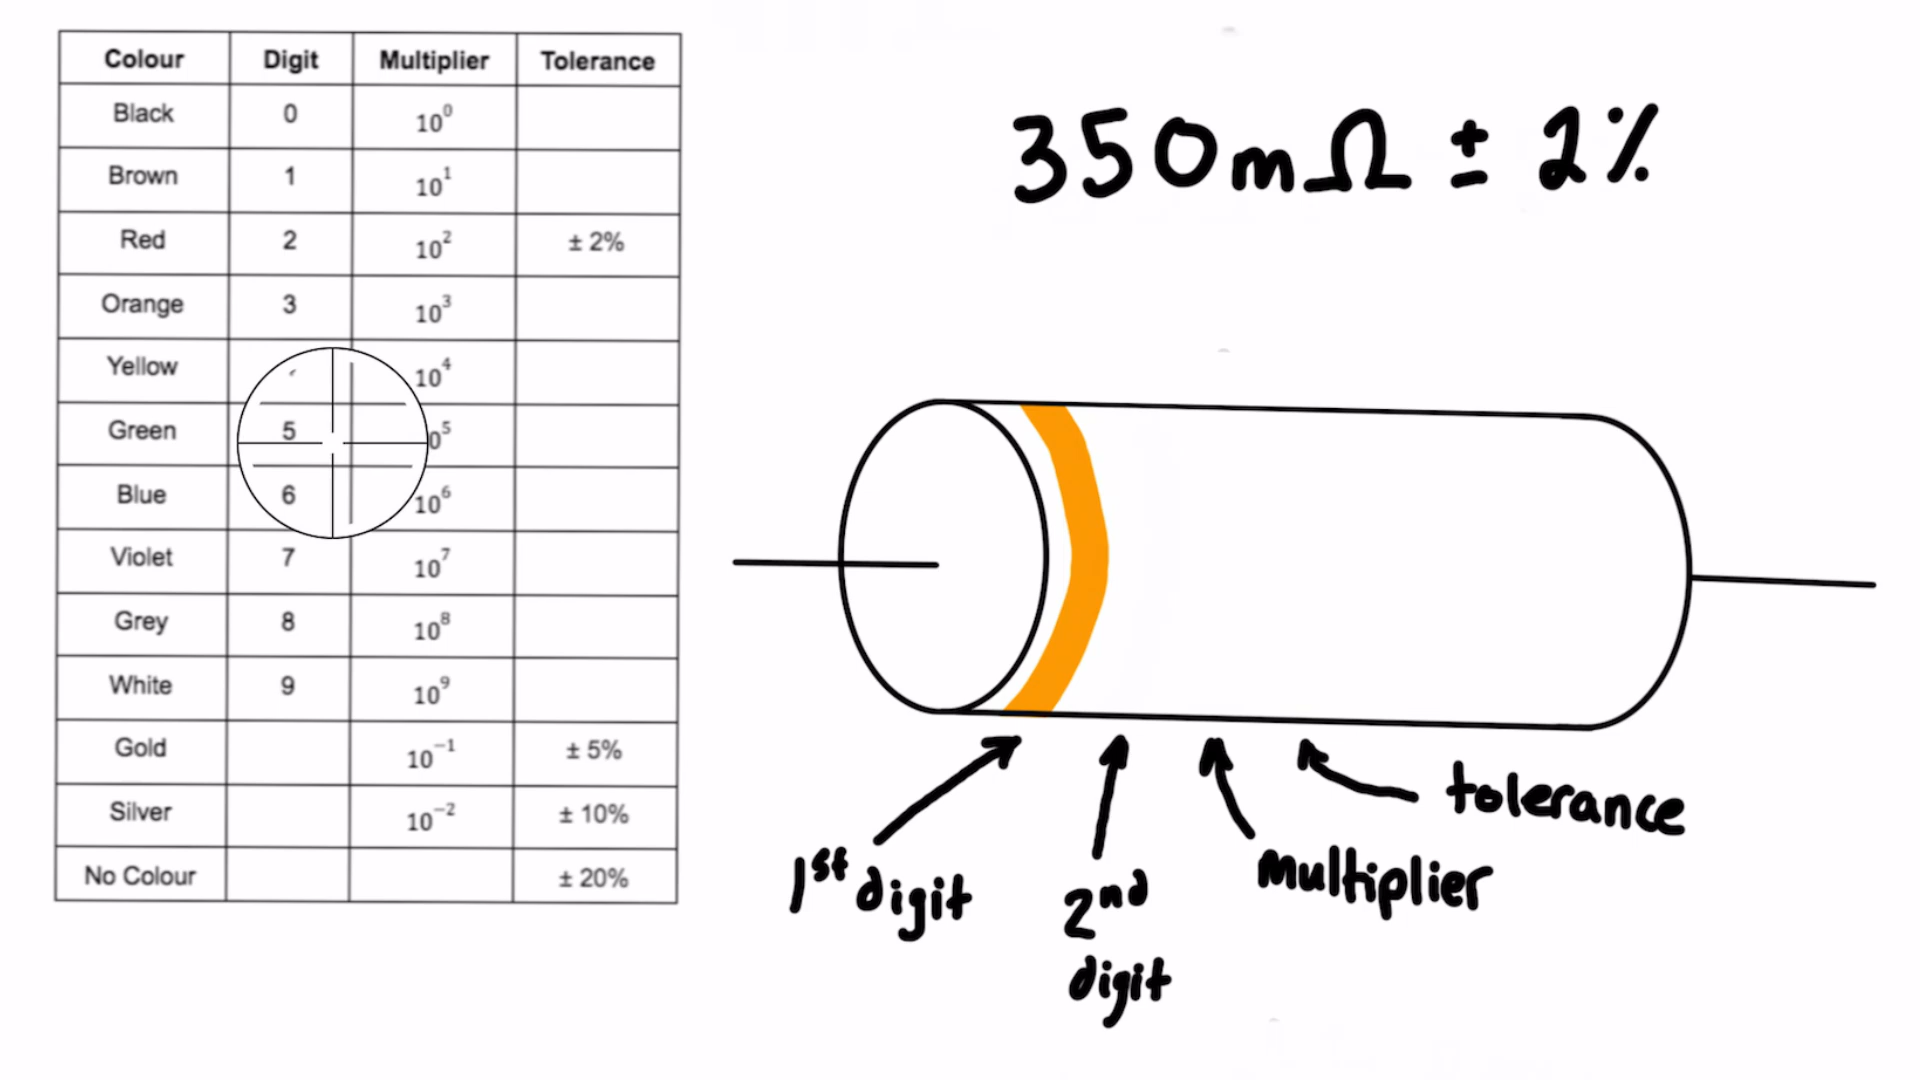 Colour Digit Multiplier Tolerance
Black 0 10⁰
Brown 1 10¹
Red 2 10² ± 2%
Orange 3 10³
Yellow 10⁴
Green 5 0⁵
Blue 6 10⁶
Violet 7 10⁷
Grey 8 10⁸
White 9 10⁹
Gold 10⁻¹ ± 5%
Silver 10⁻² ± 10%
No Colour ± 20%
350mΩ ± 2%
1st digit
2nd
digit
multiplier
tolerance